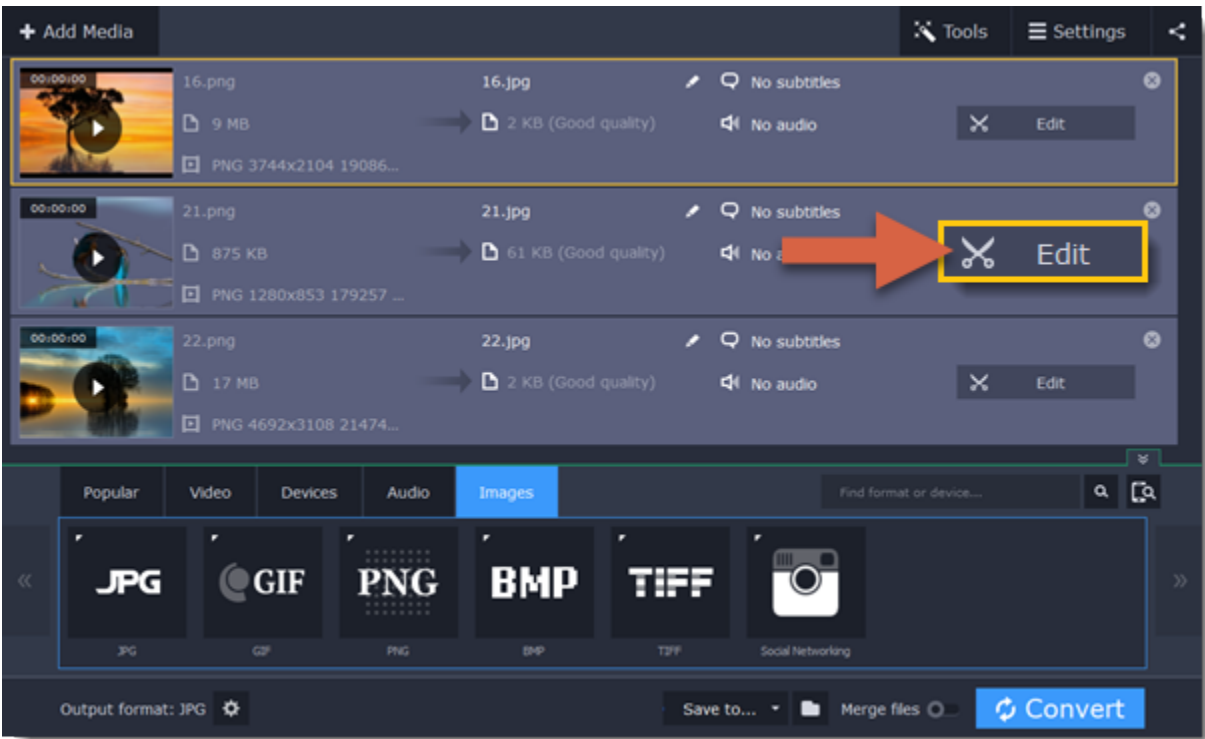 Add Media
Tools
Settings
00:00:00
16.png
16.jpg
No subtitles
9 MB
2 KB (Good quality)
No audio
Edit
PNG 3744x2104 19086...
00:00:00
21.png
21.jpg
No subtitles
875 KB
61 KB (Good quality)
No a
Edit
PNG 1280x853 179257 ...
00:00:00
22.png
22.jpg
No subtitles
17 MB
2 KB (Good quality)
No audio
Edit
PNG 4692x3108 21474...
Popular
Video
Devices
Audio
Images
Find format or device...
JPG
GIF
PNG
BMP
TIFF
JPG
GIF
PNG
BMP
TIFF
Social Networking
Output format: JPG
Save to...
Merge files
Convert